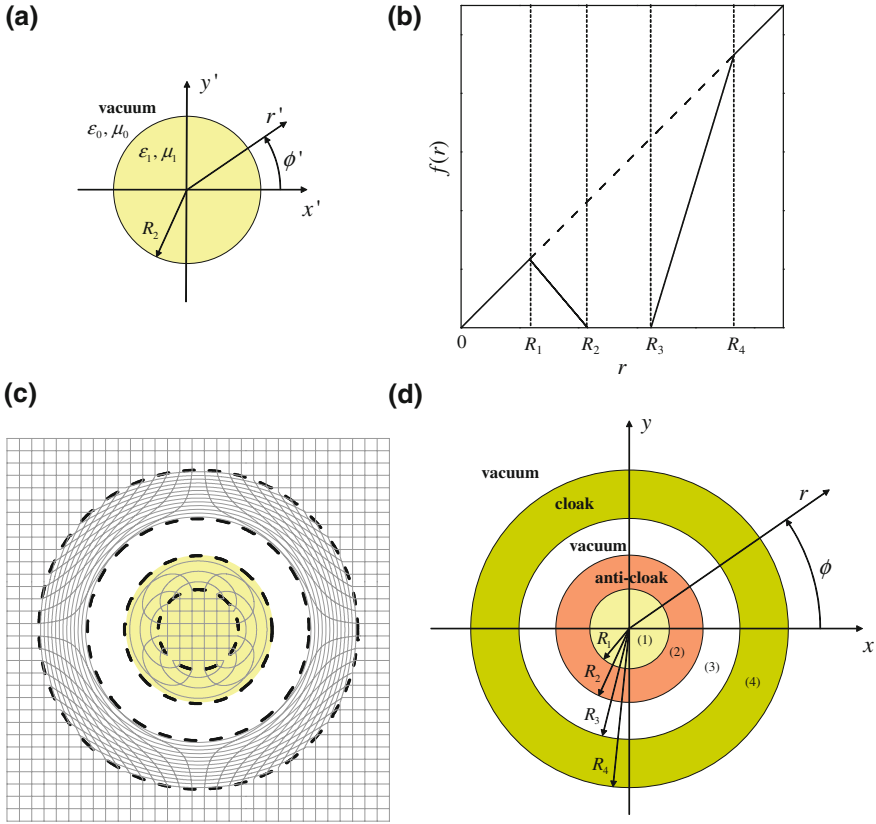 (a)
y'
vacuum
ε₀, μ₀
r'
ε₁, μ₁
ϕ'
x'
R₂
(b)
f(r)
0
R₁
R₂
R₃
R₄
r
(c)
(d)
y
vacuum
cloak
r
vacuum
anti-cloak
ϕ
R₁
(1)
x
R₂
(2)
(3)
(4)
R₃
R₄